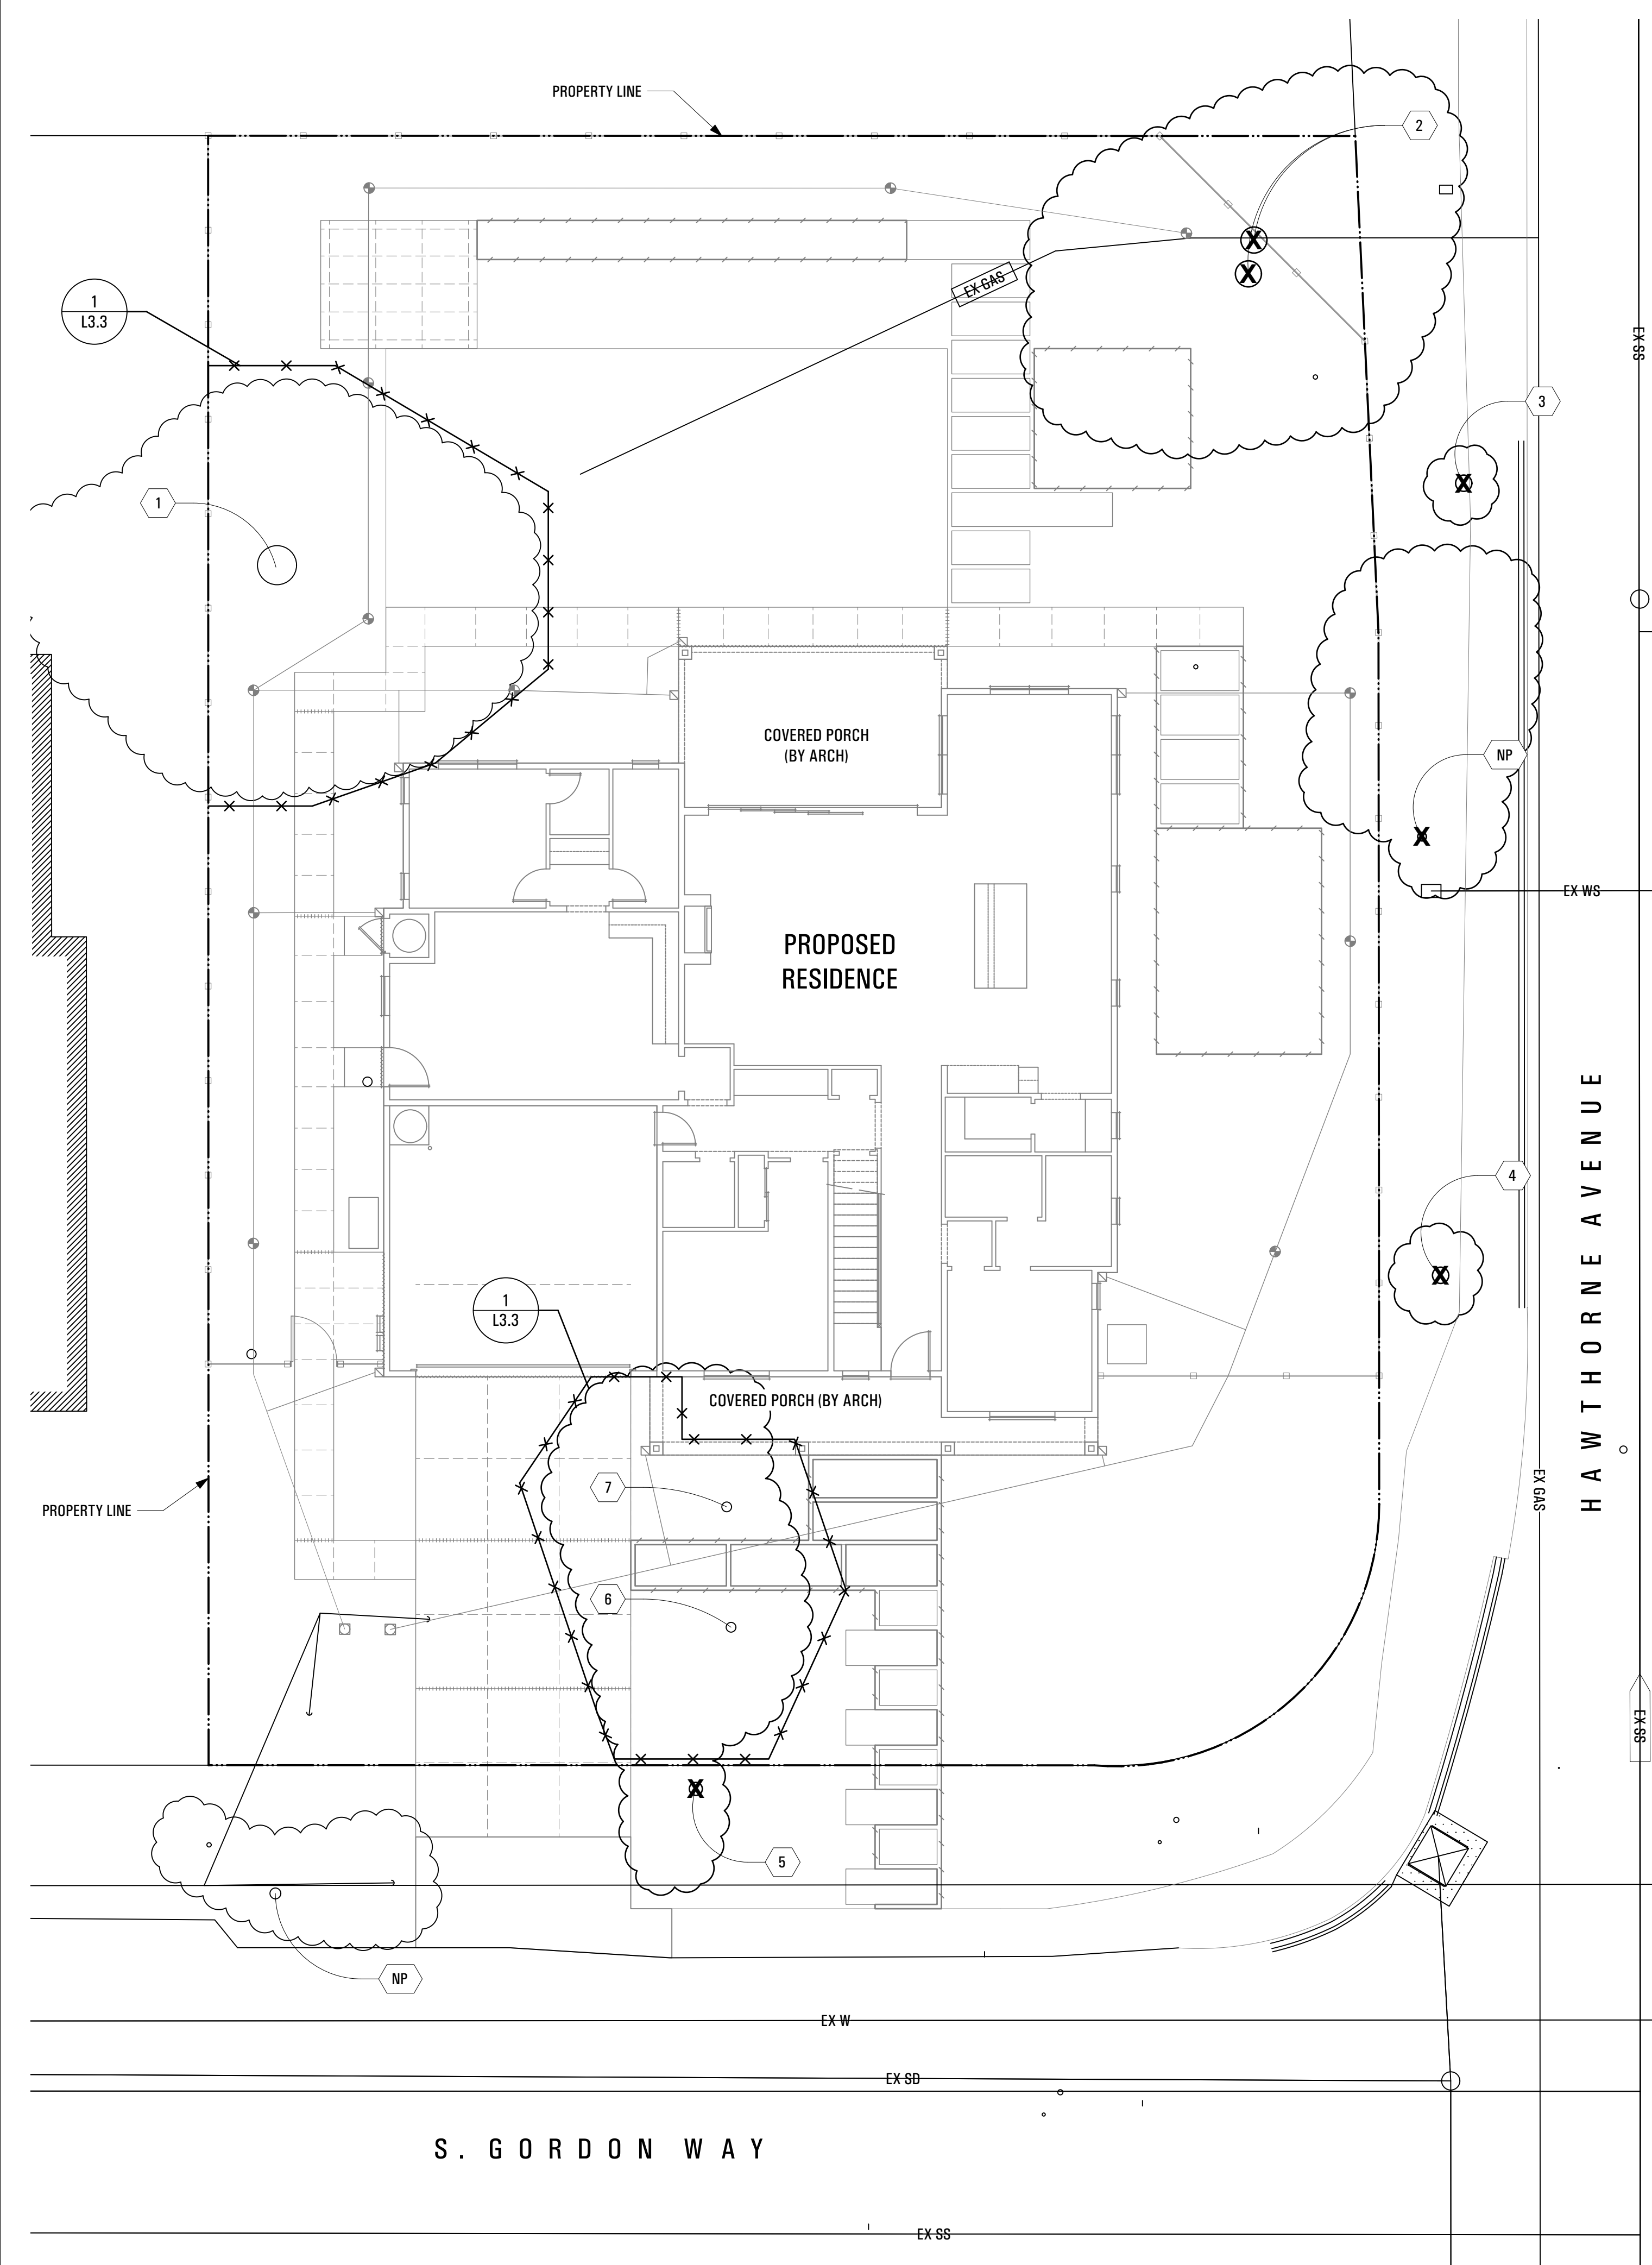 PROPERTY LINE
2
EX GAS
1
L3.3
EX SS
3
1
COVERED PORCH
(BY ARCH)
NP
EX WS
PROPOSED
RESIDENCE
HAWTHORNE AVENUE
4
1
L3.3
COVERED PORCH (BY ARCH)
7
EX GAS
PROPERTY LINE
6
EX SS
5
NP
EX W
EX SD
S. GORDON WAY
EX SS